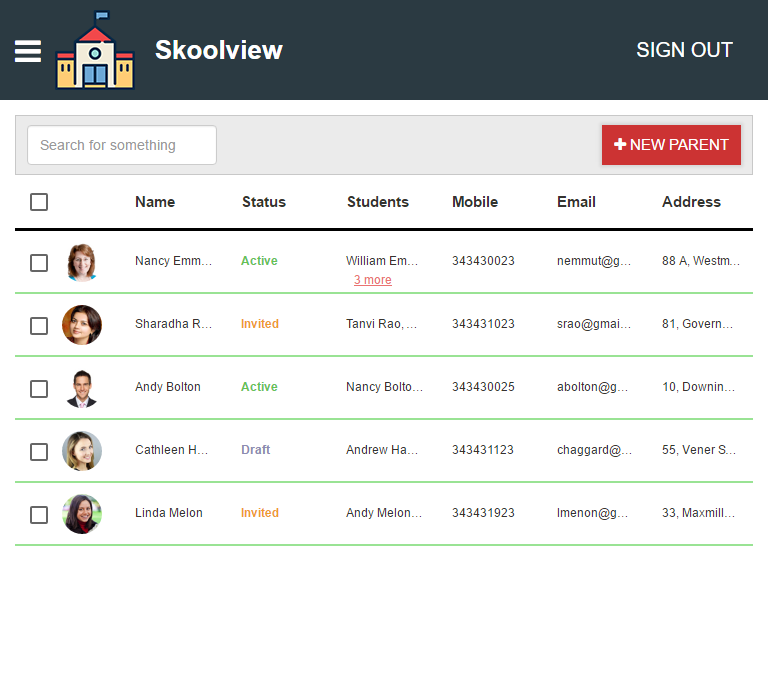 Skoolview
SIGN OUT
Search for something
NEW PARENT
Name Status Students Mobile Email Address
Nancy Emm... Active William Em... 343430023 nemmut@g... 88 A, Westm...
3 more
Sharadha R... Invited Tanvi Rao, ... 343431023 srao@gmai... 81, Govern...
Andy Bolton Active Nancy Bolto... 343430025 abolton@g... 10, Downin...
Cathleen H... Draft Andrew Ha... 343431123 chaggard@... 55, Vener S...
Linda Melon Invited Andy Melon... 343431923 lmenon@g... 33, Maxmill...